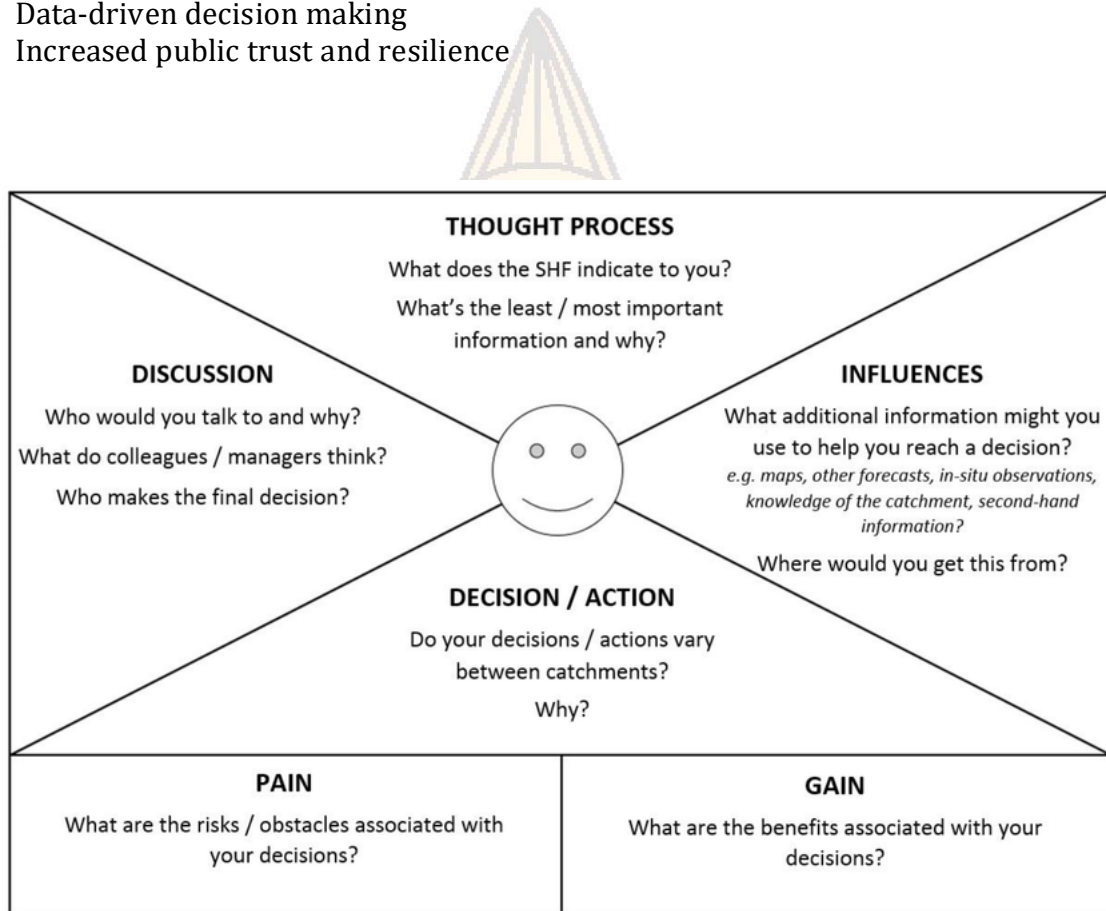 Data-driven decision making
Increased public trust and resilience
THOUGHT PROCESS
What does the SHF indicate to you?
What's the least / most important
information and why?
DISCUSSION
Who would you talk to and why?
What do colleagues / managers think?
Who makes the final decision?
INFLUENCES
What additional information might you
use to help you reach a decision?
e.g. maps, other forecasts, in-situ observations,
knowledge of the catchment, second-hand
information?
Where would you get this from?
DECISION / ACTION
Do your decisions / actions vary
between catchments?
Why?
PAIN
What are the risks / obstacles associated with
your decisions?
GAIN
What are the benefits associated with your
decisions?